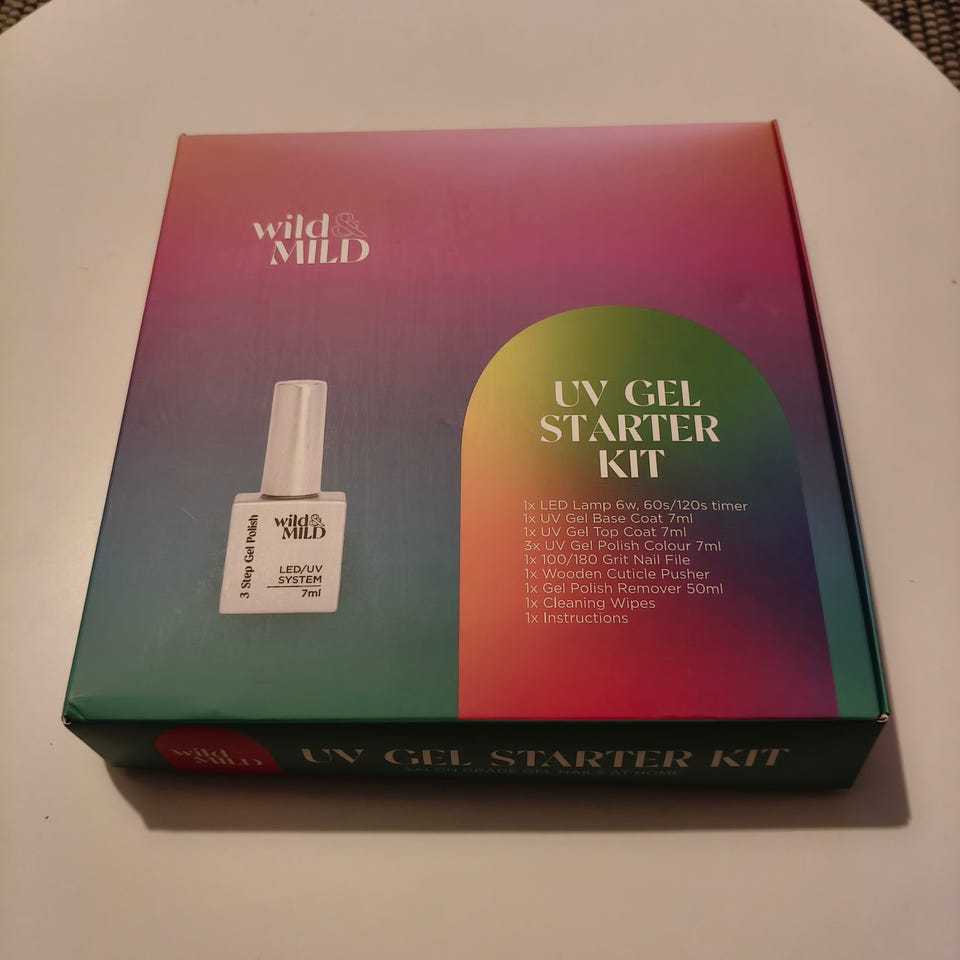 wild&
MILD
UV GEL
STARTER
KIT
1x LED Lamp 6w, 60s/120s timer
1x UV Gel Base Coat 7ml
1x UV Gel Top Coat 7ml
3x UV Gel Polish Colour 7ml
1x 100/180 Grit Nail File
1x Wooden Cuticle Pusher
1x Gel Polish Remover 50ml
1x Cleaning Wipes
1x Instructions
3 Step Gel Polish
wild&
MILD
LED/UV
SYSTEM
7ml
wild&
MILD
UV GEL STARTER KIT
SALON GRADE GEL NAILS AT HOME